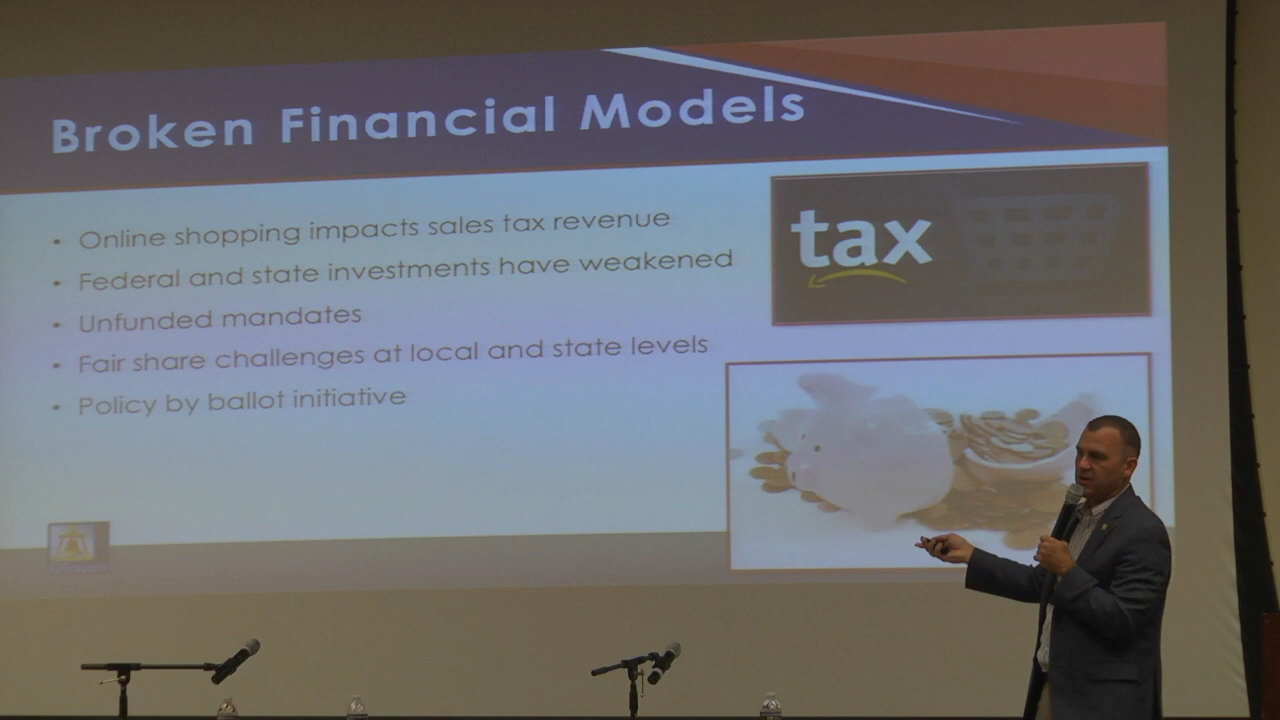 Broken Financial Models
• Online shopping impacts sales tax revenue
• Federal and state investments have weakened
• Unfunded mandates
• Fair share challenges at local and state levels
• Policy by ballot initiative
tax